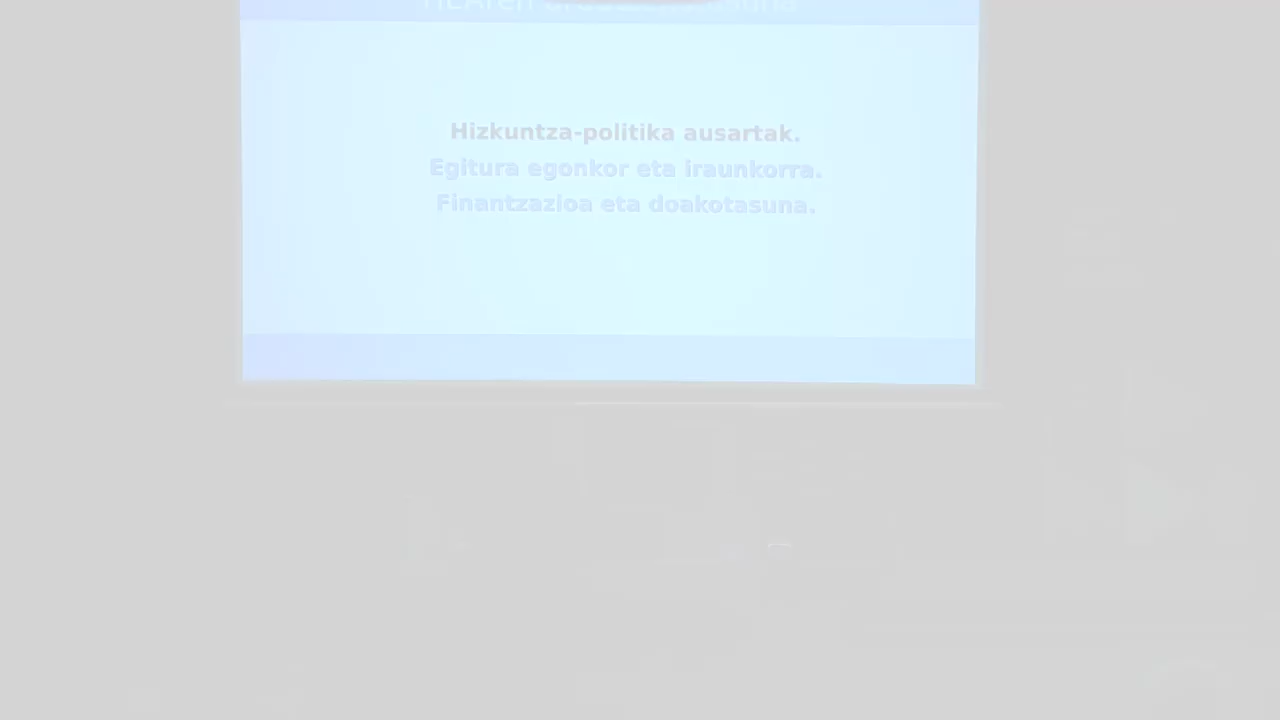 Hizkuntza-politika ausartak.
Egitura egonkor eta iraunkorra.
Finantzazioa eta doakotasuna.